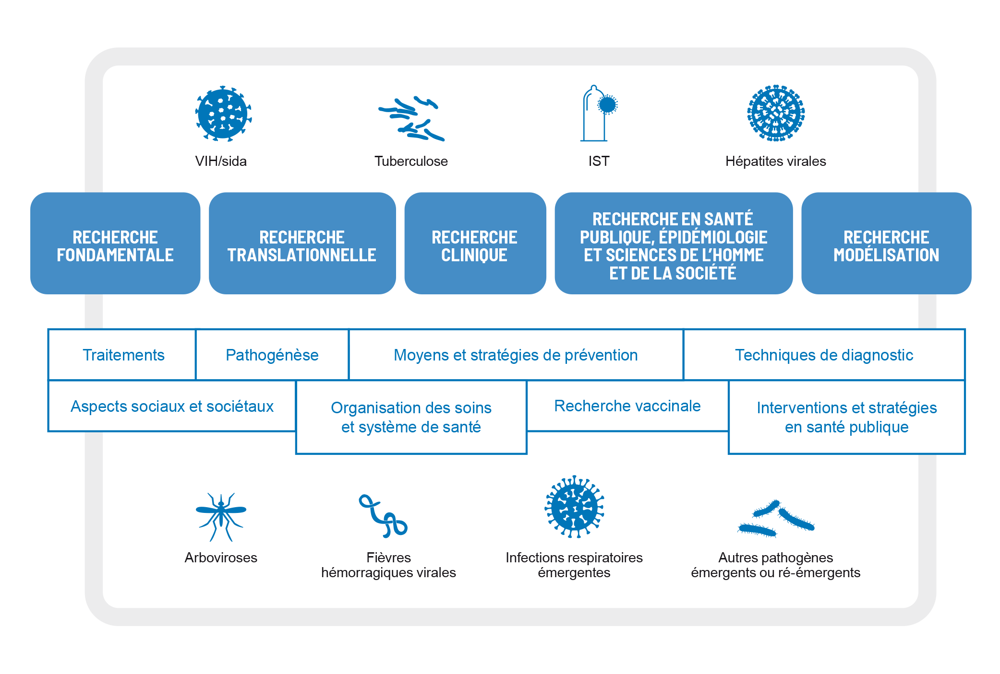 VIH/sida
Tuberculose
IST
Hépatites virales
RECHERCHE
FONDAMENTALE
RECHERCHE
TRANSLATIONNELLE
RECHERCHE
CLINIQUE
RECHERCHE EN SANTÉ
PUBLIQUE, ÉPIDÉMIOLOGIE
ET SCIENCES DE L'HOMME
ET DE LA SOCIÉTÉ
RECHERCHE
MODÉLISATION
Traitements
Pathogénèse
Moyens et stratégies de prévention
Techniques de diagnostic
Aspects sociaux et sociétaux
Organisation des soins
et système de santé
Recherche vaccinale
Interventions et stratégies
en santé publique
Arboviroses
Fièvres
hémorragiques virales
Infections respiratoires
émergentes
Autres pathogènes
émergents ou ré-émergents